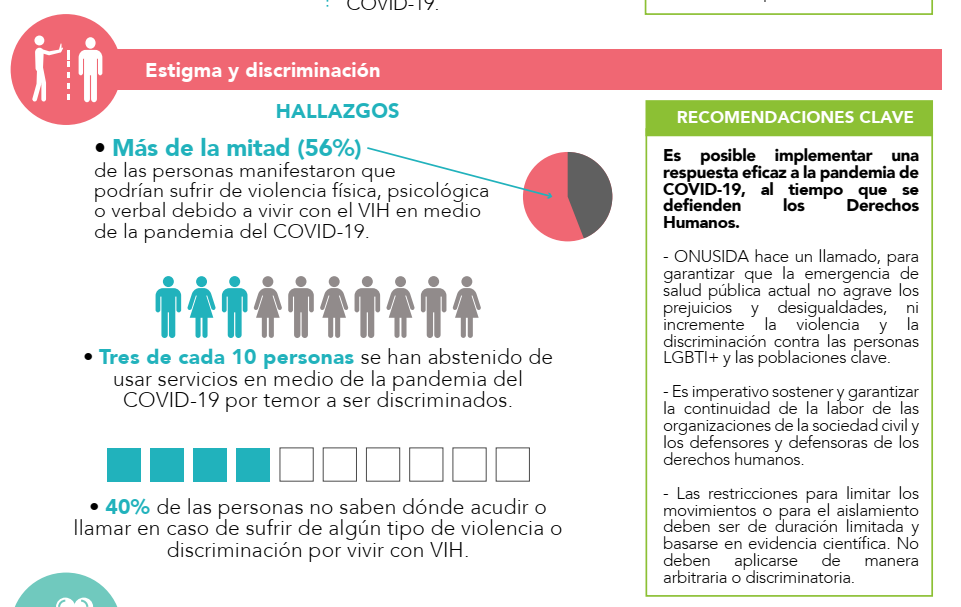 COVID-19.
Estigma y discriminación
HALLAZGOS
• Más de la mitad (56%)
de las personas manifestaron que
podrían sufrir de violencia física, psicológica
o verbal debido a vivir con el VIH en medio
de la pandemia del COVID-19.
• Tres de cada 10 personas se han abstenido de
usar servicios en medio de la pandemia del
COVID-19 por temor a ser discriminados.
• 40% de las personas no saben dónde acudir o
llamar en caso de sufrir de algún tipo de violencia o
discriminación por vivir con VIH.
RECOMENDACIONES CLAVE
Es posible implementar una
respuesta eficaz a la pandemia de
COVID-19, al tiempo que se
defienden los Derechos
Humanos.
- ONUSIDA hace un llamado, para
garantizar que la emergencia de
salud pública actual no agrave los
prejuicios y desigualdades, ni
incremente la violencia y la
discriminación contra las personas
LGBTI+ y las poblaciones clave.
- Es imperativo sostener y garantizar
la continuidad de la labor de las
organizaciones de la sociedad civil y
los defensores y defensoras de los
derechos humanos.
- Las restricciones para limitar los
movimientos o para el aislamiento
deben ser de duración limitada y
basarse en evidencia científica. No
deben aplicarse de manera
arbitraria o discriminatoria.